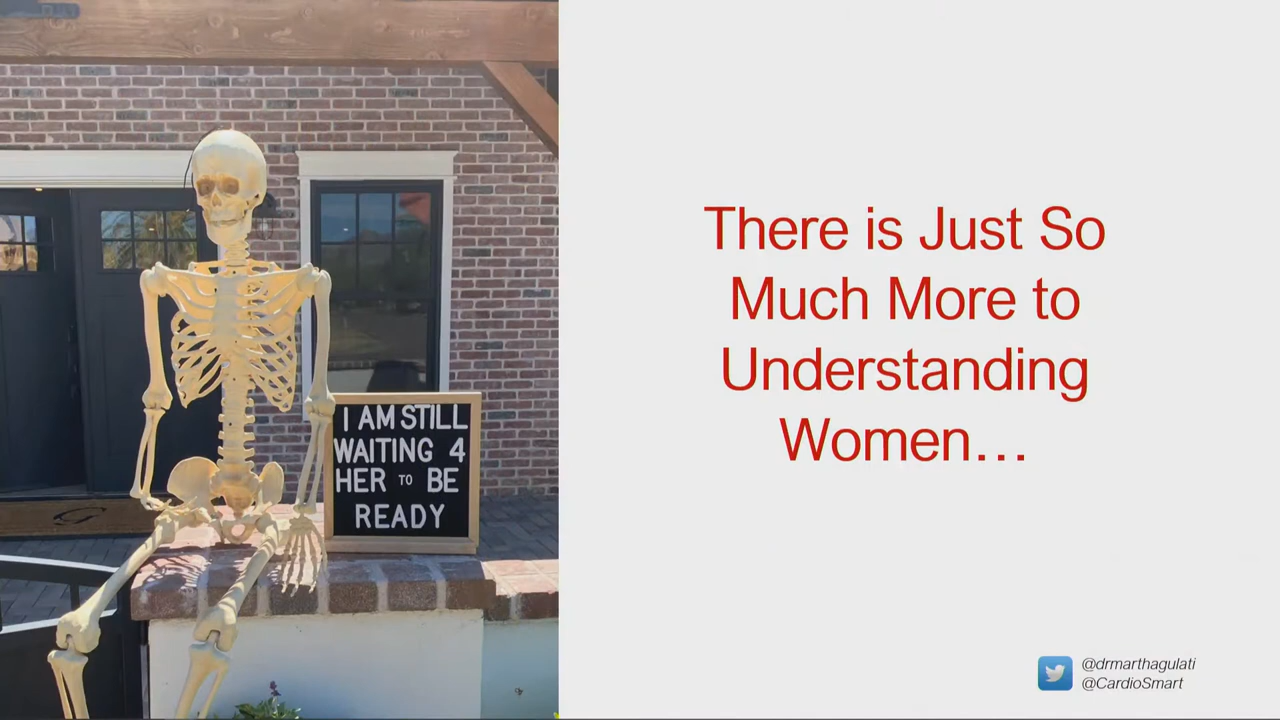 I AM STILL
WAITING 4
HER TO BE
READY
There is Just So
Much More to
Understanding
Women…
@drmarthagulati
@CardioSmart